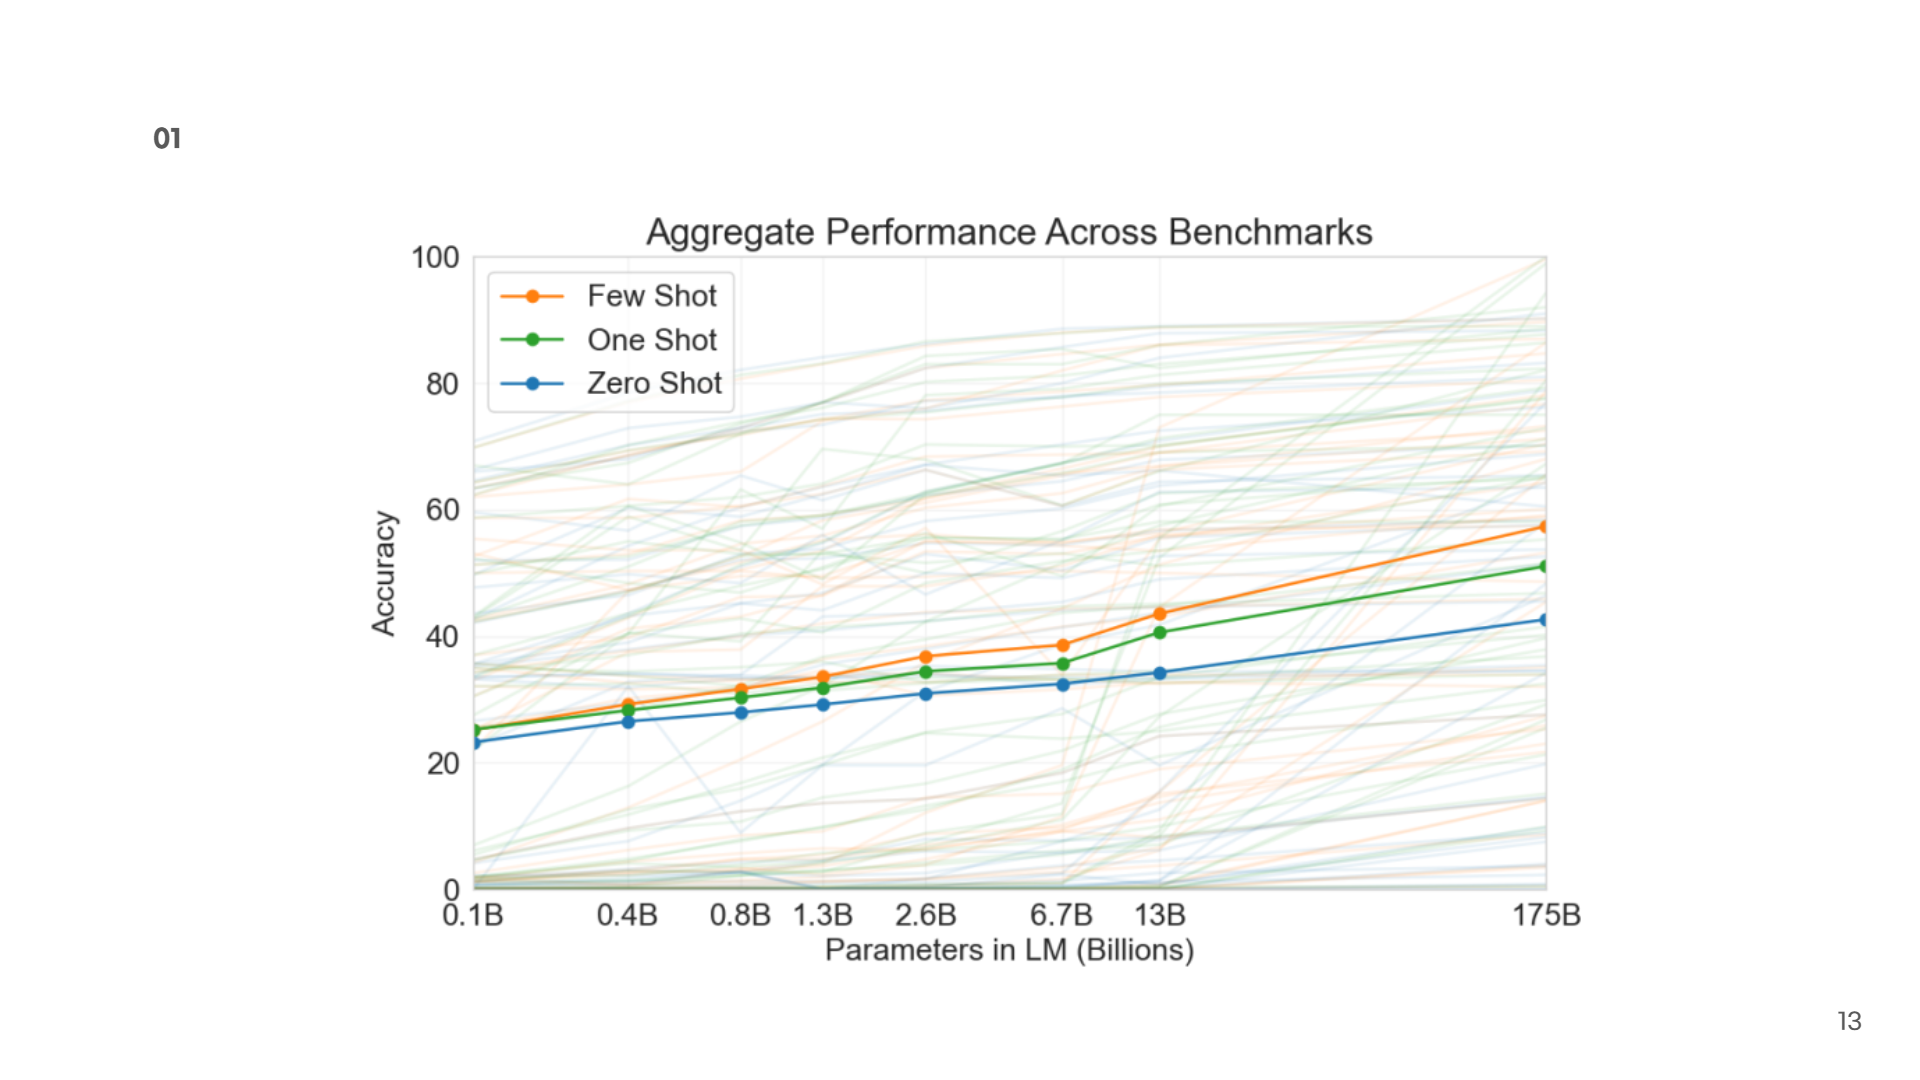 01
Aggregate Performance Across Benchmarks
100
80
60
40
20
0
Accuracy
Few Shot
One Shot
Zero Shot
0.1B 0.4B 0.8B 1.3B 2.6B 6.7B 13B 175B
Parameters in LM (Billions)
13